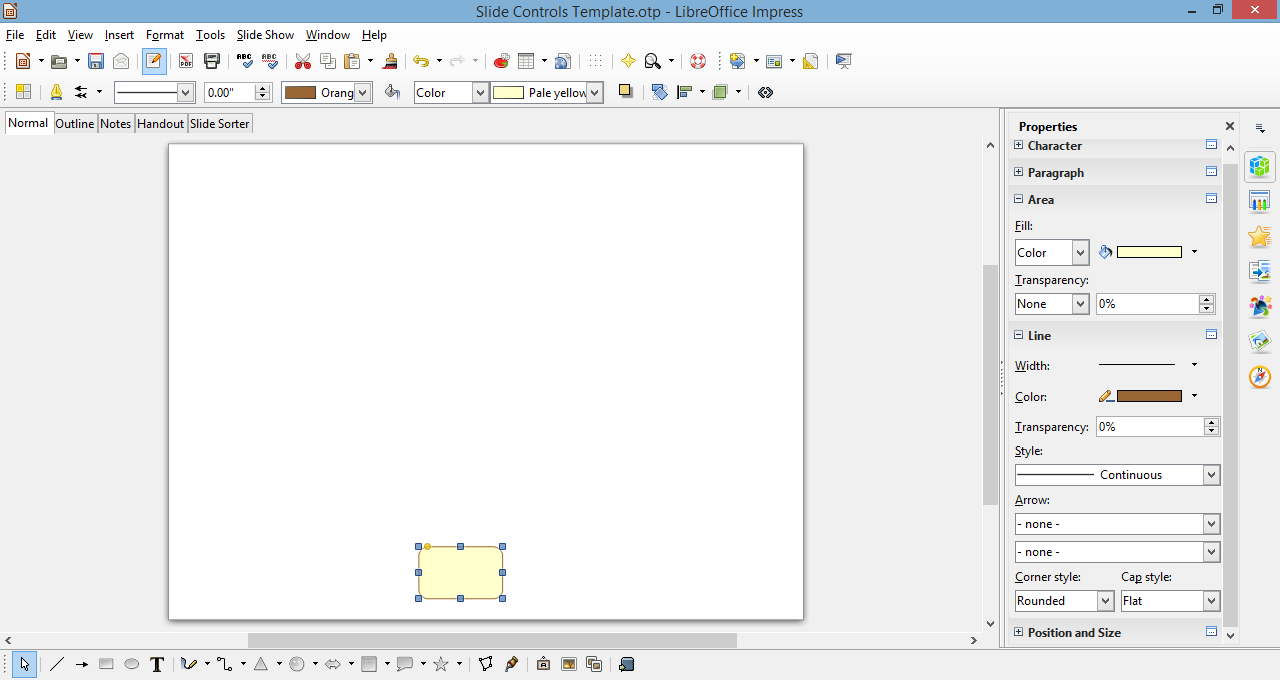 Slide Controls Template.otp - LibreOffice Impress
File Edit View Insert Format Tools Slide Show Window Help
0.00" Orang Color Pale yellow
Normal Outline Notes Handout Slide Sorter
Properties
Character
Paragraph
Area
Fill:
Color
Transparency:
None 0%
Line
Width:
Color:
Transparency: 0%
Style:
Continuous
Arrow:
- none -
- none -
Corner style: Cap style:
Rounded Flat
Position and Size